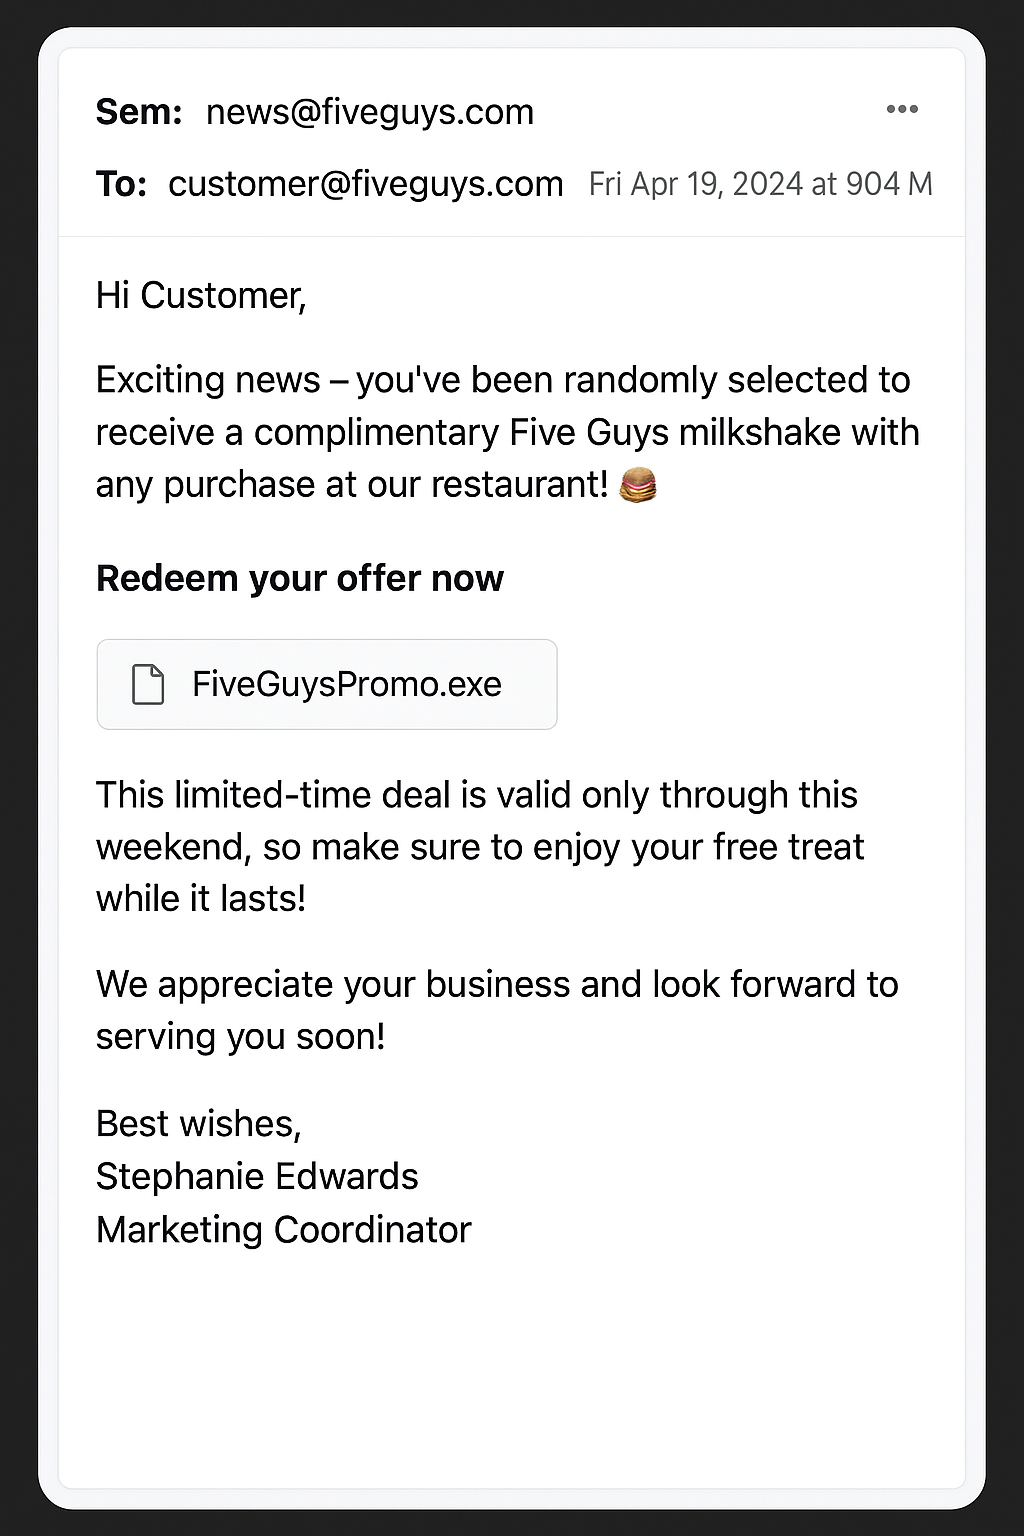 Sem: news@fiveguys.com
To: customer@fiveguys.com Fri Apr 19, 2024 at 904 M
Hi Customer,
Exciting news – you've been randomly selected to
receive a complimentary Five Guys milkshake with
any purchase at our restaurant! 🍔
Redeem your offer now
FiveGuysPromo.exe
This limited-time deal is valid only through this
weekend, so make sure to enjoy your free treat
while it lasts!
We appreciate your business and look forward to
serving you soon!
Best wishes,
Stephanie Edwards
Marketing Coordinator